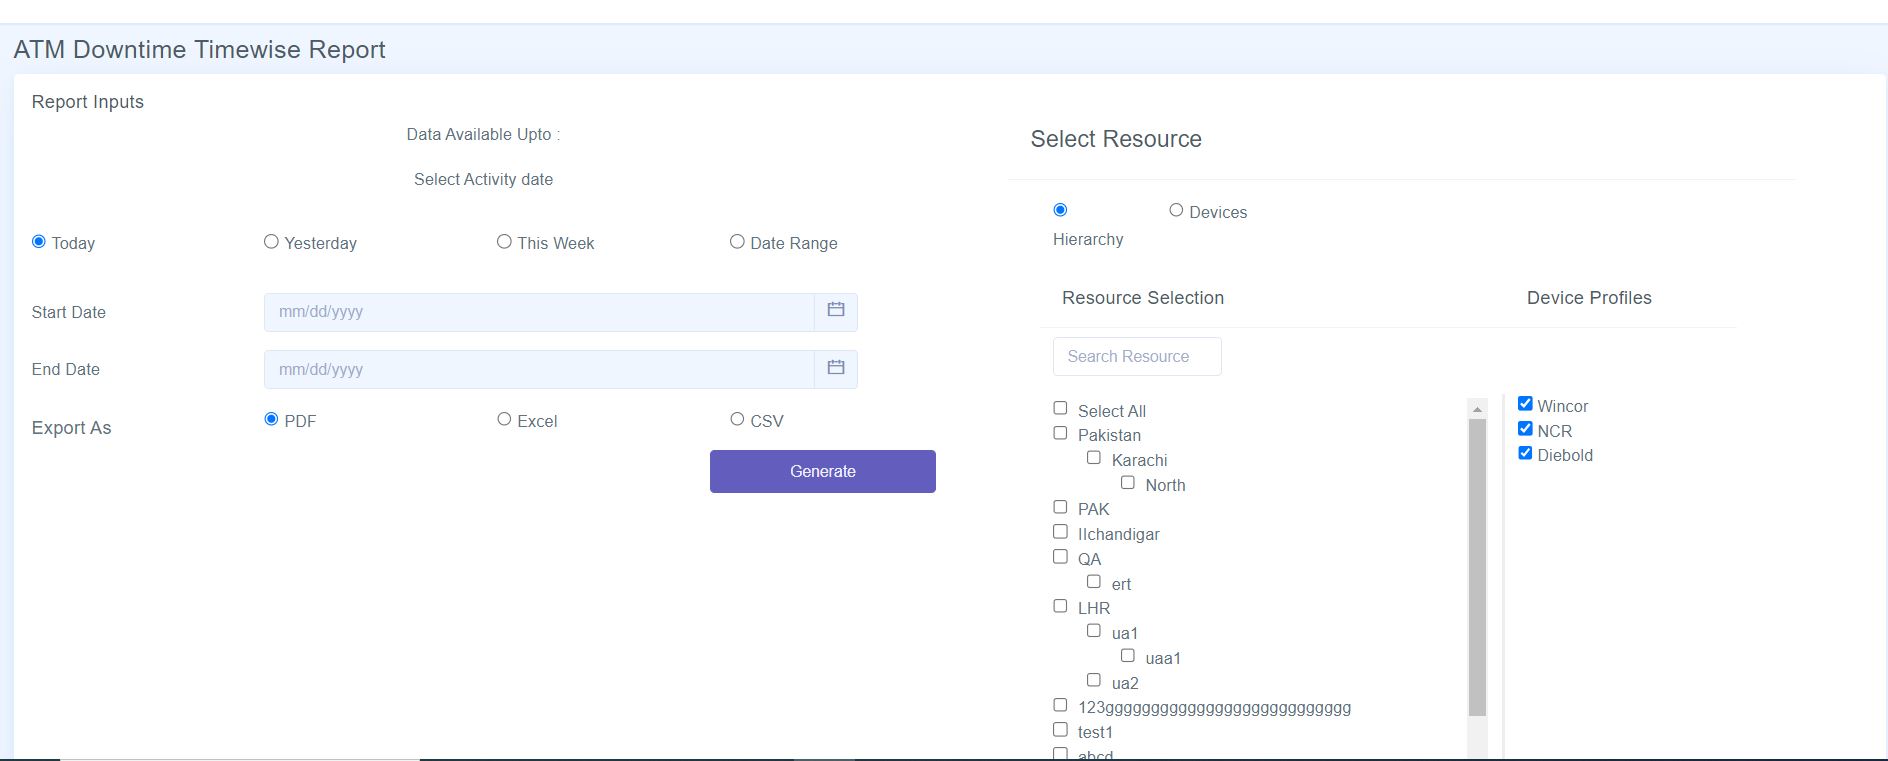 ATM Downtime Timewise Report
Report Inputs
Data Available Upto :
Select Activity date
Today Yesterday This Week Date Range
Start Date mm/dd/yyyy
End Date mm/dd/yyyy
Export As PDF Excel CSV
Generate
Select Resource
Hierarchy Devices
Resource Selection
Search Resource
Select All
Pakistan
Karachi
North
PAK
IIchandigar
QA
ert
LHR
ua1
uaa1
ua2
123ggggggggggggggggggggggggggg
test1
abcd
Device Profiles
Wincor
NCR
Diebold